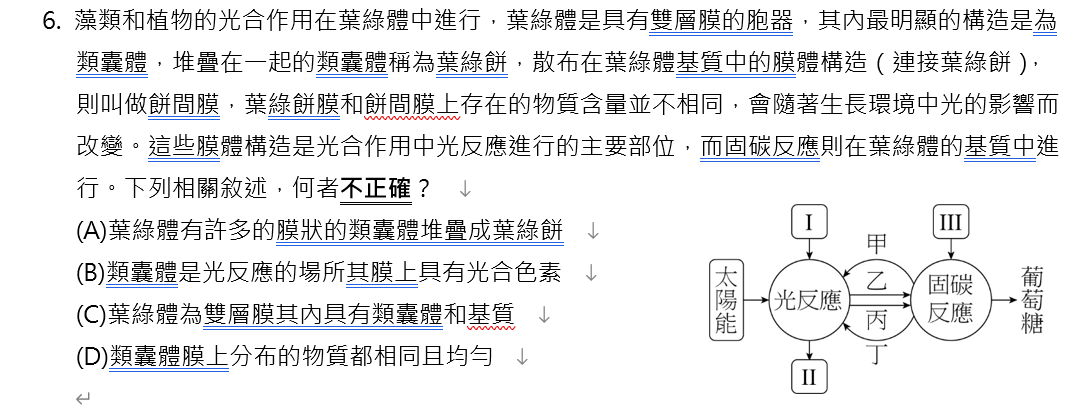 6. 藻類和植物的光合作用在葉綠體中進行，葉綠體是具有雙層膜的胞器，其內最明顯的構造是為
類囊體，堆疊在一起的類囊體稱為葉綠餅，散布在葉綠體基質中的膜體構造（連接葉綠餅），
則叫做餅間膜，葉綠餅膜和餅間膜上存在的物質含量並不相同，會隨著生長環境中光的影響而
改變。這些膜體構造是光合作用中光反應進行的主要部位，而固碳反應則在葉綠體的基質中進
行。下列相關敘述，何者不正確？ ↓
(A)葉綠體有許多的膜狀的類囊體堆疊成葉綠餅 ↓
(B)類囊體是光反應的場所其膜上具有光合色素 ↓
(C)葉綠體為雙層膜其內具有類囊體和基質 ↓
(D)類囊體膜上分布的物質都相同且均勻 ↓
↵
I
III
甲
太陽能
光反應
乙
丙
固碳
反應
葡萄糖
丁
II